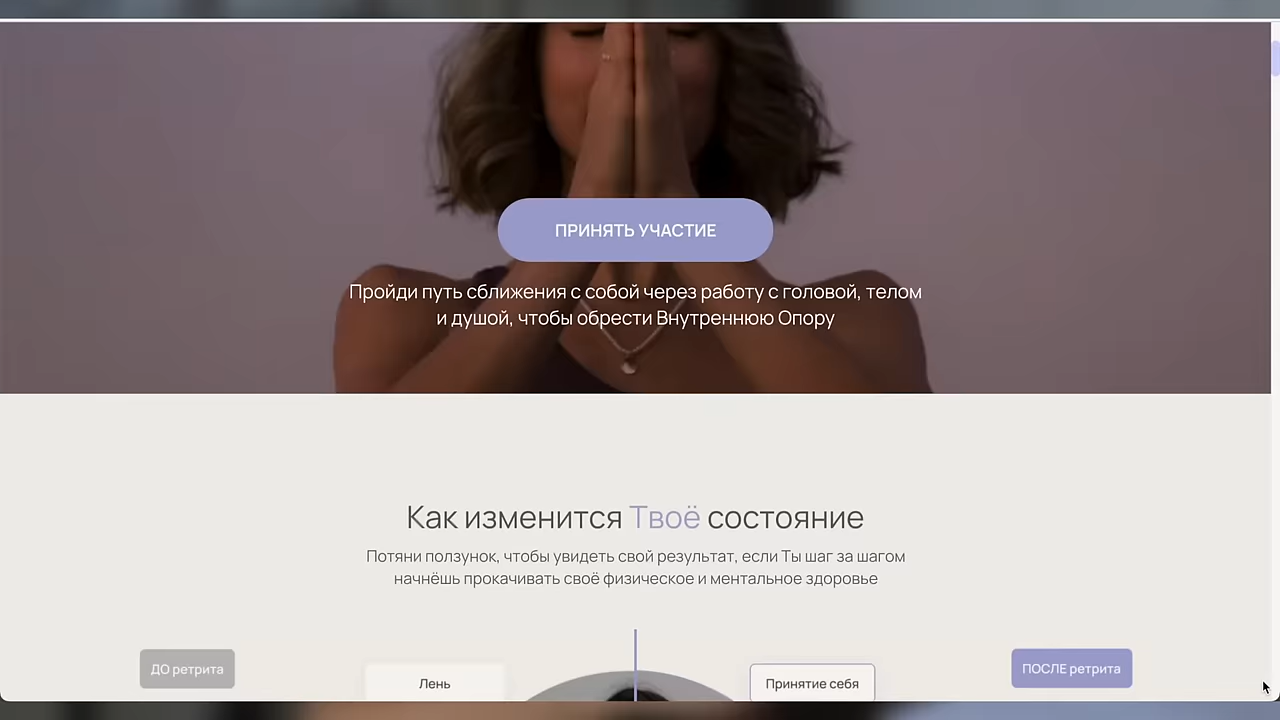 ПРИНЯТЬ УЧАСТИЕ
Пройди путь сближения с собой через работу с головой, телом
и душой, чтобы обрести Внутреннюю Опору
Как изменится Твоё состояние
Потяни ползунок, чтобы увидеть свой результат, если Ты шаг за шагом
начнёшь прокачивать своё физическое и ментальное здоровье
ДО ретрита
Лень
Принятие себя
ПОСЛЕ ретрита